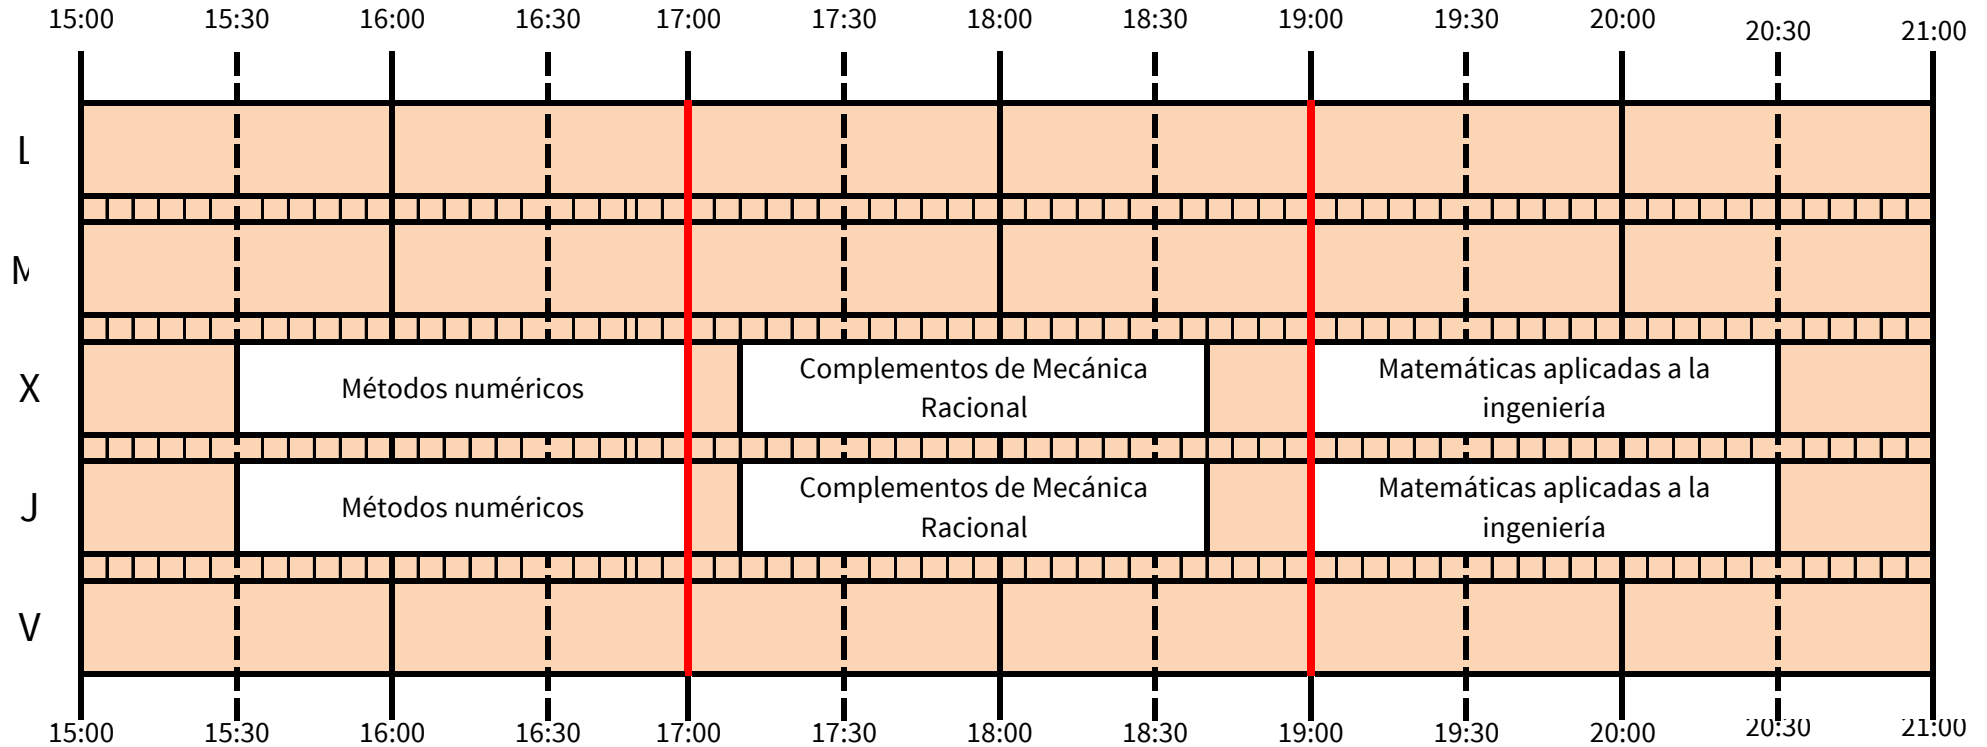 15:00 15:30 16:00 16:30 17:00 17:30 18:00 18:30 19:00 19:30 20:00 20:30 21:00
L
M
X
Métodos numéricos
Complementos de Mecánica
Racional
Matemáticas aplicadas a la
ingeniería
J
Métodos numéricos
Complementos de Mecánica
Racional
Matemáticas aplicadas a la
ingeniería
V
15:00 15:30 16:00 16:30 17:00 17:30 18:00 18:30 19:00 19:30 20:00 20:30 21:00